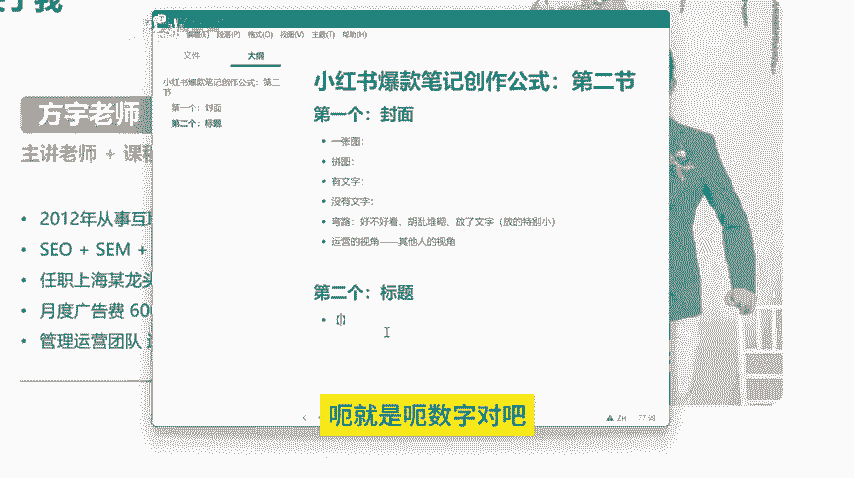 方宇老师
主讲老师 + 课程
• 2012年从事互联
• SEO + SEM +
• 任职上海某龙头
• 月度广告费 600
• 管理运营团队
编辑(E) 段落(P) 格式(O) 视图(V) 主题(T) 帮助(H)
文件 大纲
小红书爆款笔记创作公式：第二节
第一个：封面
第二个：标题
小红书爆款笔记创作公式：第二节
第一个：封面
• 一张图：
• 拼图：
• 有文字：
• 没有文字：
• 弯路：好不好看、胡乱堆砌、放了文字（放的特别小）
• 运营的视角——其他人的视角
第二个：标题
呃就是呃数字对吧